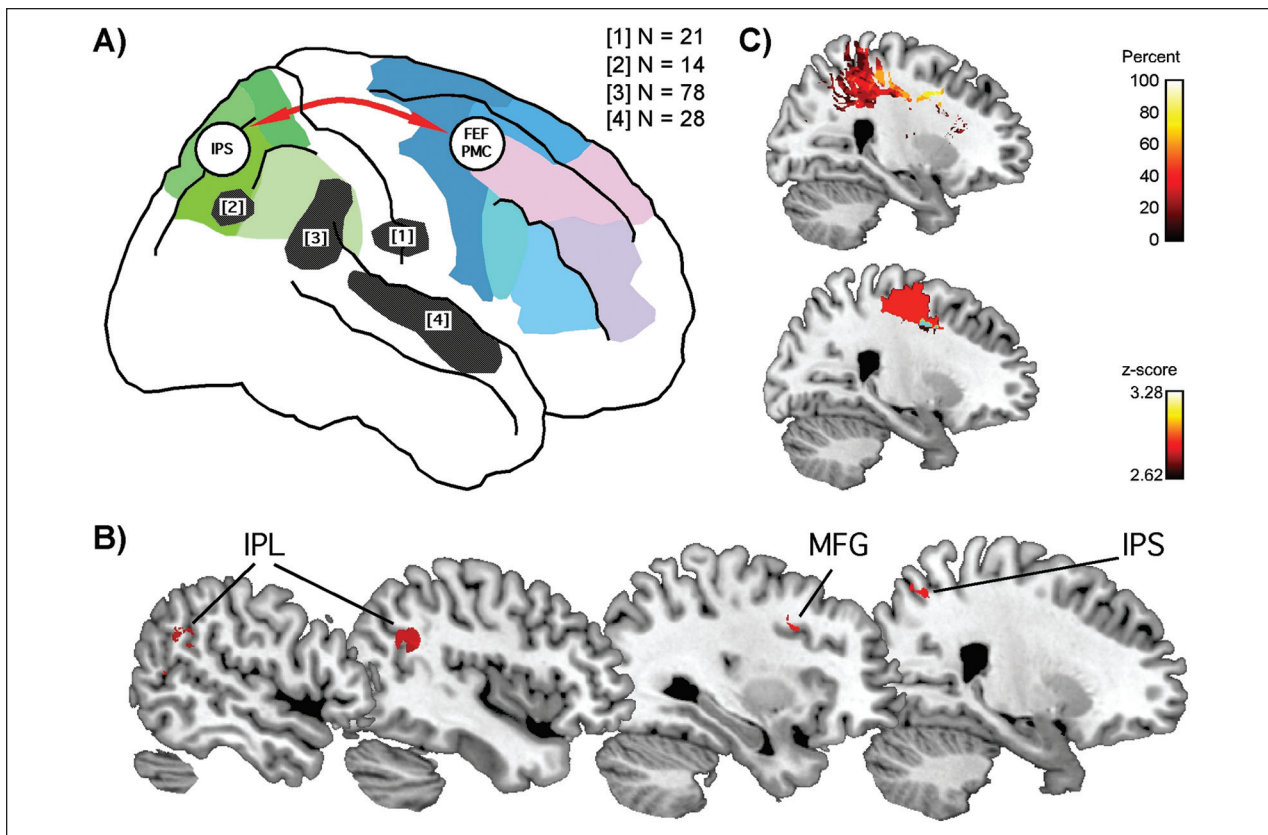 A)
[1] N = 21
[2] N = 14
[3] N = 78
[4] N = 28
IPS
FEF
PMC
[2]
[3]
[1]
[4]
C)
Percent
100
80
60
40
20
0
z-score
3.28
2.62
B)
IPL
MFG
IPS